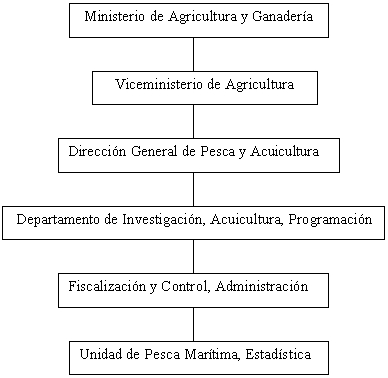 Ministerio de Agricultura y Ganadería
Viceministerio de Agricultura
Dirección General de Pesca y Acuicultura
Departamento de Investigación, Acuicultura, Programación
Fiscalización y Control, Administración
Unidad de Pesca Marítima, Estadística